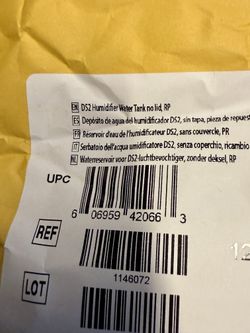 EN DS2 Humidifier Water Tank no lid, RP
ES Depósito de agua del humidificador DS2, sin tapa, pieza de repues
FR Réservoir d'eau de l'humidificateur DS2, sans couvercle, PR
IT Serbatoio dell'acqua umidificatore DS2, senza coperchio, ricambio
NL Waterreservoir voor DS2-luchtbevochtiger, zonder deksel, RP
UPC
6 06959 42066 3
REF
12
1146072
LOT